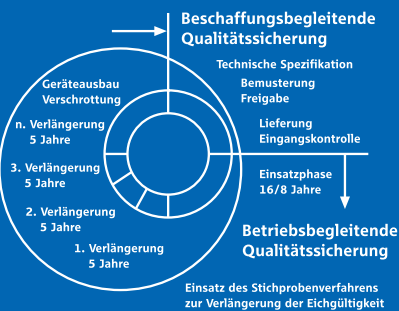 Beschaffungsbegleitende
Qualitätssicherung
Technische Spezifikation
Bemusterung
Freigabe
Lieferung
Eingangskontrolle
Einsatzphase
16/8 Jahre
Betriebsbegleitende
Qualitätssicherung
1. Verlängerung
5 Jahre
2. Verlängerung
5 Jahre
3. Verlängerung
5 Jahre
n. Verlängerung
5 Jahre
Geräteausbau
Verschrottung
Einsatz des Stichprobenverfahrens
zur Verlängerung der Eichgültigkeit